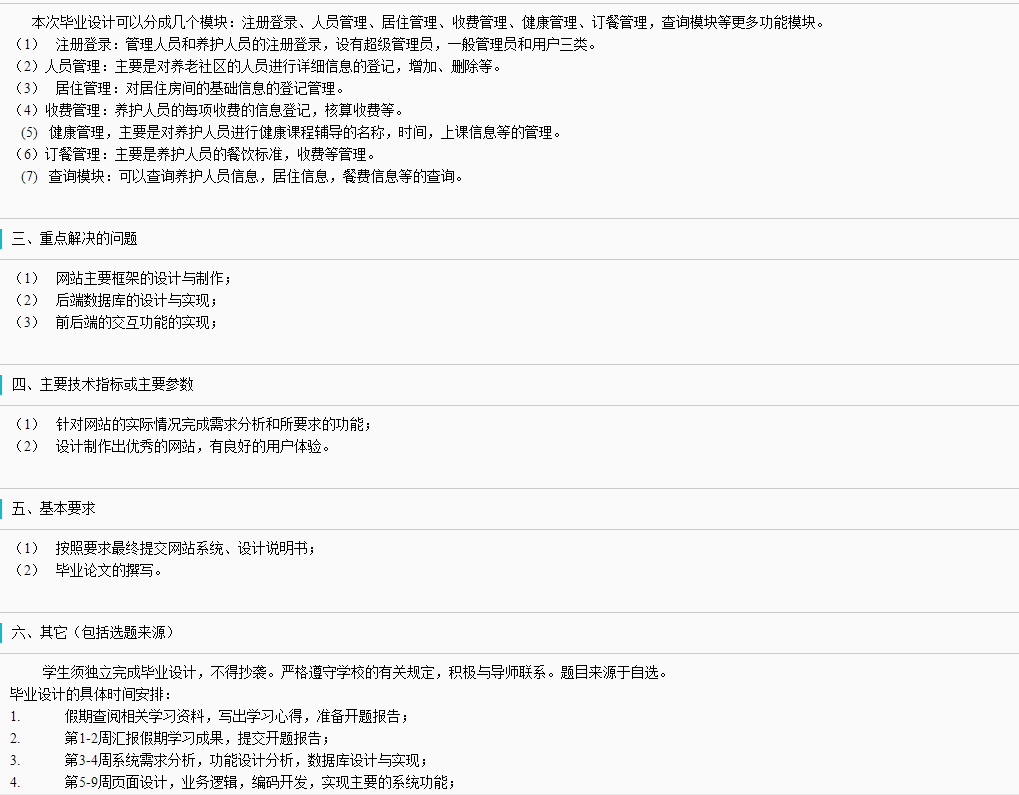 本次毕业设计可以分成几个模块：注册登录、人员管理、居住管理、收费管理、健康管理、订餐管理，查询模块等更多功能模块。
（1） 注册登录：管理人员和养护人员的注册登录，设有超级管理员，一般管理员和用户三类。
（2）人员管理：主要是对养老社区的人员进行详细信息的登记，增加、删除等。
（3） 居住管理：对居住房间的基础信息的登记管理。
（4）收费管理：养护人员的每项收费的信息登记，核算收费等。
(5) 健康管理，主要是对养护人员进行健康课程辅导的名称，时间，上课信息等的管理。
（6）订餐管理：主要是养护人员的餐饮标准，收费等管理。
(7) 查询模块：可以查询养护人员信息，居住信息，餐费信息等的查询。
三、重点解决的问题
（1） 网站主要框架的设计与制作；
（2） 后端数据库的设计与实现；
（3） 前后端的交互功能的实现；
四、主要技术指标或主要参数
（1） 针对网站的实际情况完成需求分析和所要求的功能；
（2） 设计制作出优秀的网站，有良好的用户体验。
五、基本要求
（1） 按照要求最终提交网站系统、设计说明书；
（2） 毕业论文的撰写。
六、其它（包括选题来源）
学生须独立完成毕业设计，不得抄袭。严格遵守学校的有关规定，积极与导师联系。题目来源于自选。
毕业设计的具体时间安排：
1. 假期查阅相关学习资料，写出学习心得，准备开题报告；
2. 第1-2周汇报假期学习成果，提交开题报告；
3. 第3-4周系统需求分析，功能设计分析，数据库设计与实现；
4. 第5-9周页面设计，业务逻辑，编码开发，实现主要的系统功能；